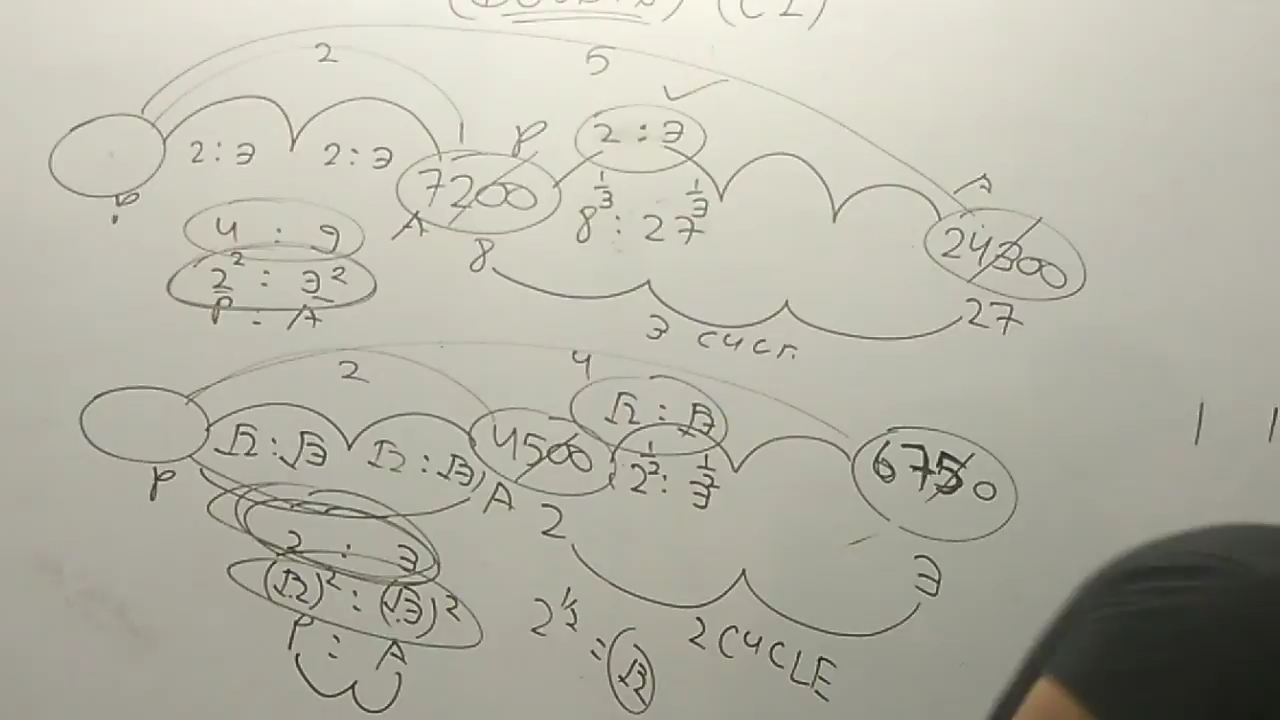 (CI)
2 5
2 : 3
2 : 3 2 : 3
P
7200
P A
8^1/3 : 27^1/3
A
24300
4 : 9
2² : 3²
P : A
8
27
3 CYCL
2 4
√2 : √3
√2 : √3 √2 : √3
4500
2^1/2 : 3^1/2
6750
P A
2 3
2 : 3
(√2)² : (√3)²
P : A
2^1/2 = √2
2 CYCLE